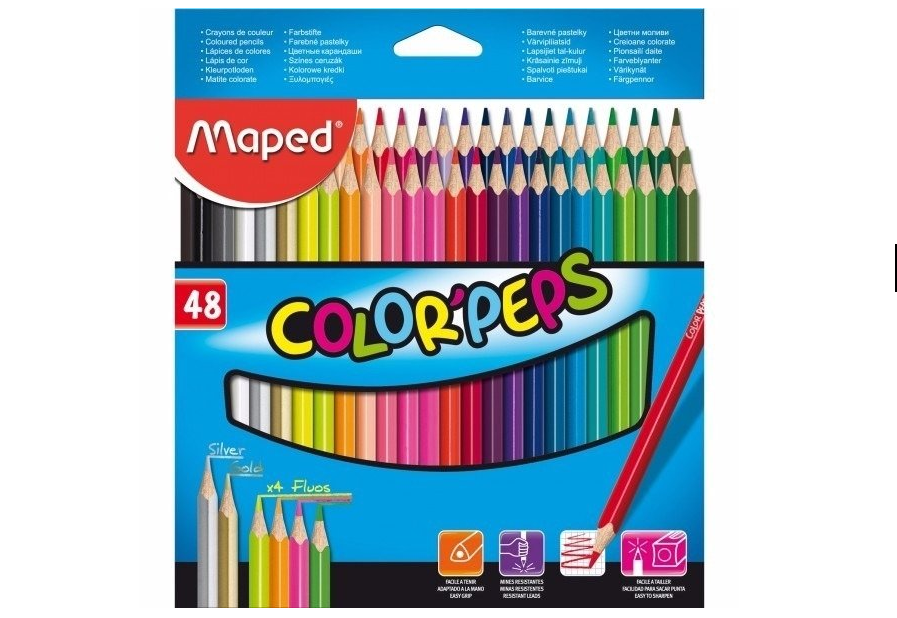 • Crayons de couleur
• Coloured pencils
• Lápices de colores
• Lápis de cor
• Kleurpotloden
• Matite colorate
• Farbstifte
• Farebné pastelky
• Цветные карандаши
• Színes ceruzák
• Kolorowe kredki
• Ξυλομπογιές
• Barevné pastelky
• Värvipliiatsid
• Lapsijiet tal-kulur
• Krāsainie zīmuļi
• Spalvoti pieštukai
• Barvice
• Цветни моливи
• Creioane colorate
• Pionsailí daite
• Farveblyanter
• Värikynät
• Färgpennor
Maped®
48
COLOR'PEPS
COLOR'PE
Silver
Gold
x4 Fluos
FACILE A TENIR
ADAPTADO A LA MANO
EASY GRIP
MINES RESISTANTES
MINAS RESISTENTES
RESISTANT LEADS
FACILE A TAILLER
FACILIDAD PARA SACAR PUNTA
EASY TO SHARPEN